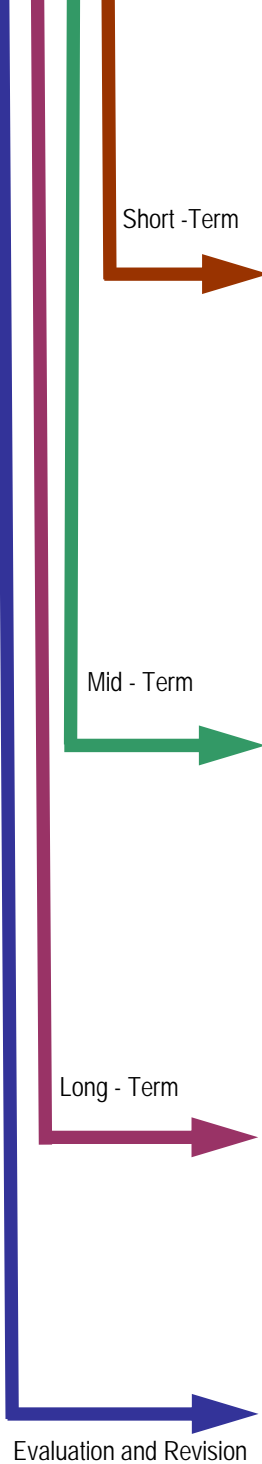 Short -Term
Mid - Term
Long - Term
Evaluation and Revision